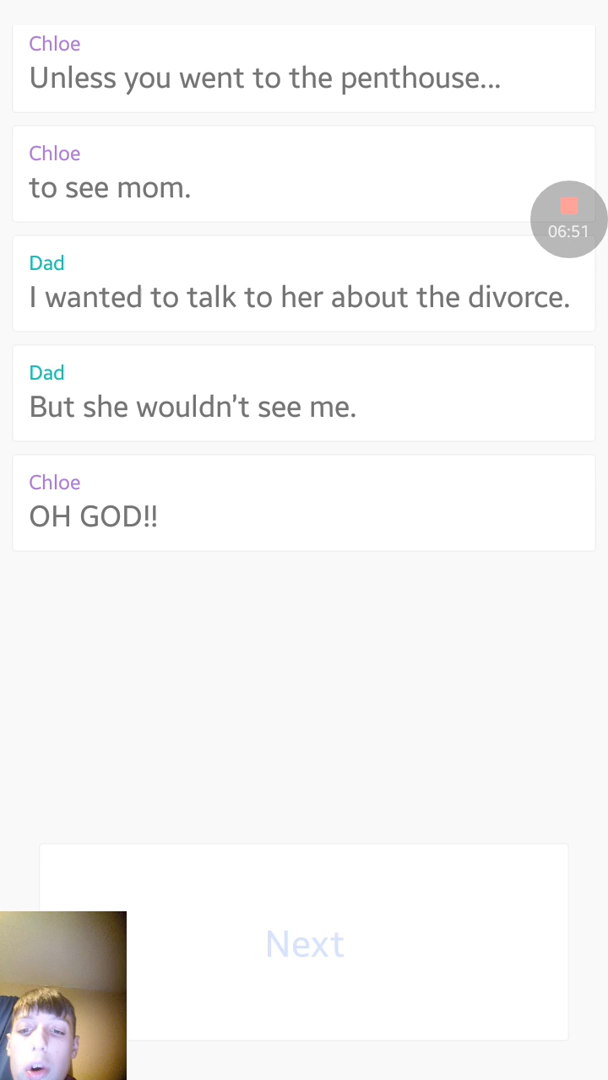 Chloe
Unless you went to the penthouse...
Chloe
to see mom.
06:51
Dad
I wanted to talk to her about the divorce.
Dad
But she wouldn't see me.
Chloe
OH GOD!!
Next